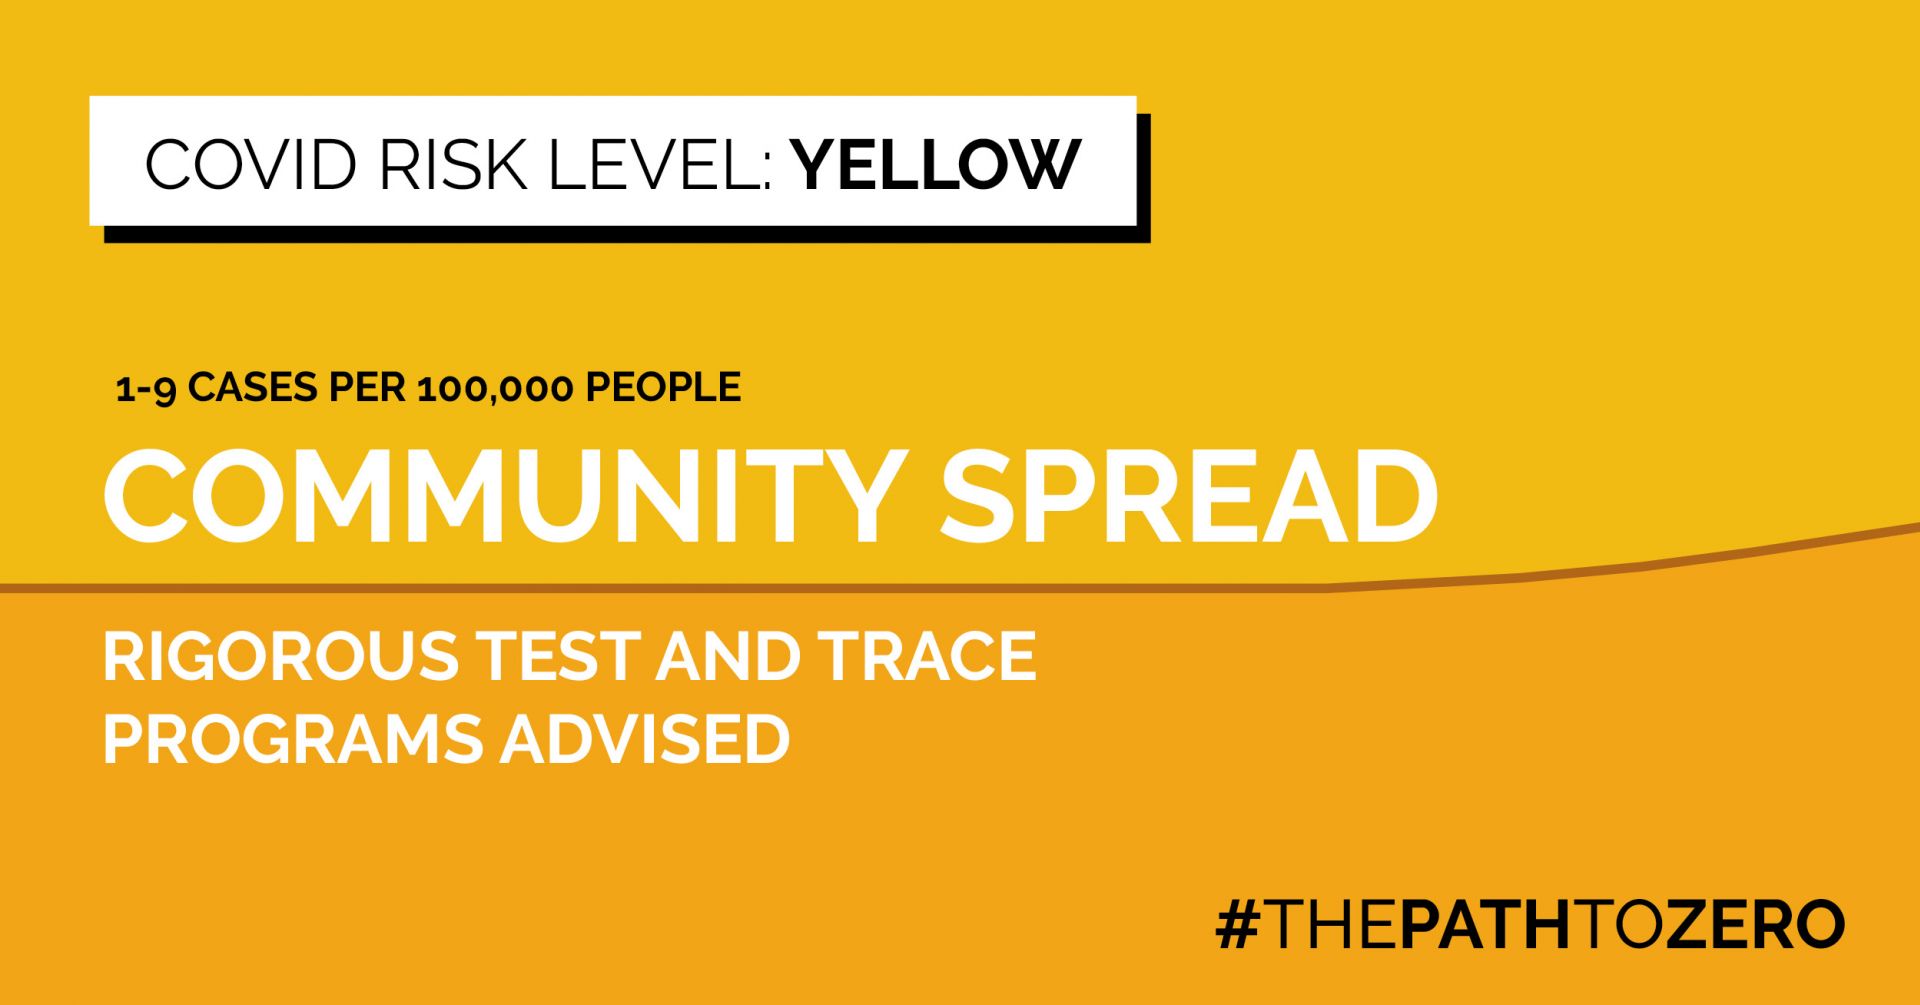 COVID RISK LEVEL: YELLOW
1-9 CASES PER 100,000 PEOPLE
COMMUNITY SPREAD
RIGOROUS TEST AND TRACE
PROGRAMS ADVISED
#THEPATHTOZERO